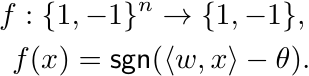 f : {1, −1}ⁿ → {1, −1},
f(x) = sgn(⟨w, x⟩ − θ).